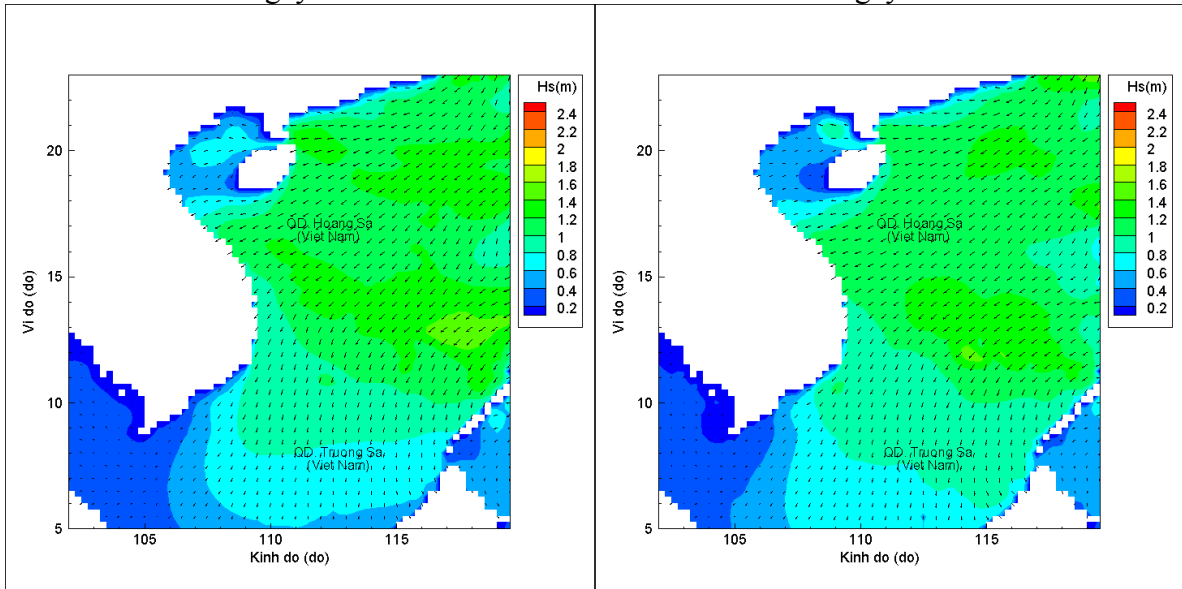 Hs(m)
2.4
2.2
2
1.8
1.6
1.4
1.2
1
0.8
0.6
0.4
0.2
20
15
10
5
Vi do (do)
QD. Hoang Sa
(Viet Nam)
QD. Truong Sa
(Viet Nam)
105 110 115
Kinh do (do)
Hs(m)
2.4
2.2
2
1.8
1.6
1.4
1.2
1
0.8
0.6
0.4
0.2
20
15
10
5
Vi do (do)
QD. Hoang Sa
(Viet Nam)
QD. Truong Sa
(Viet Nam)
105 110 115
Kinh do (do)